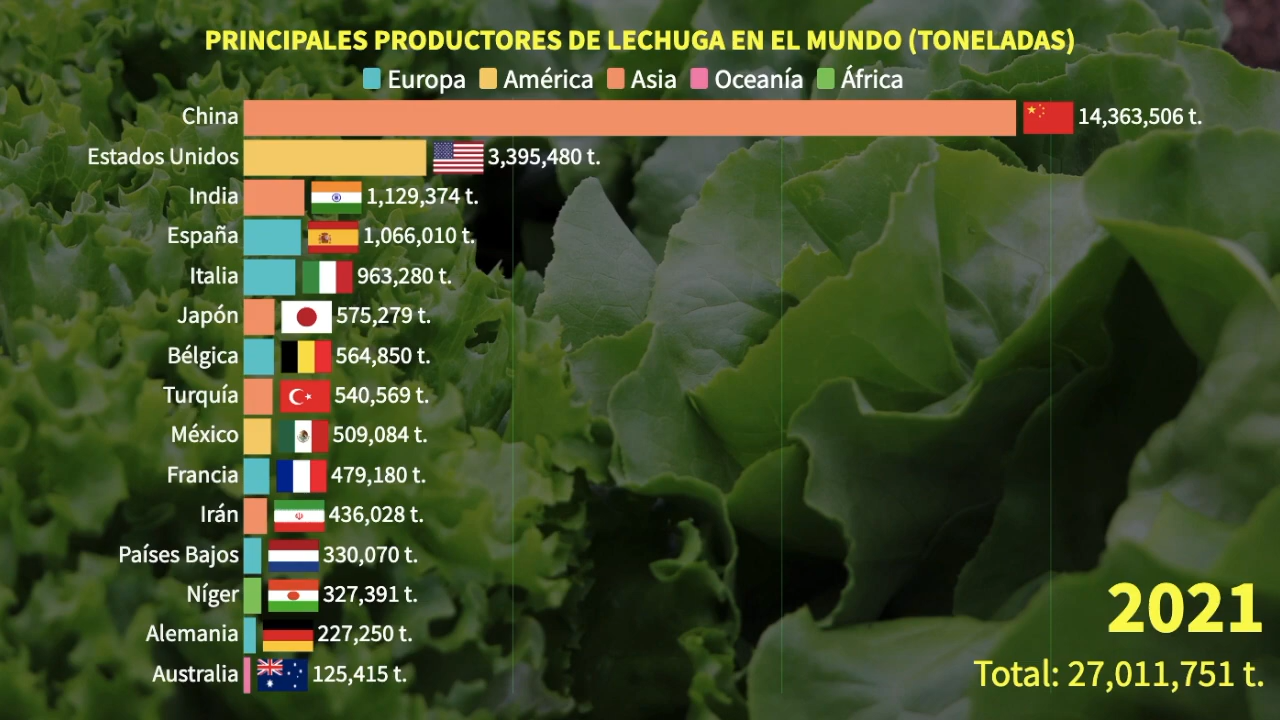 PRINCIPALES PRODUCTORES DE LECHUGA EN EL MUNDO (TONELADAS)
Europa América Asia Oceanía África
China 14,363,506 t.
Estados Unidos 3,395,480 t.
India 1,129,374 t.
España 1,066,010 t.
Italia 963,280 t.
Japón 575,279 t.
Bélgica 564,850 t.
Turquía 540,569 t.
México 509,084 t.
Francia 479,180 t.
Irán 436,028 t.
Países Bajos 330,070 t.
Níger 327,391 t.
Alemania 227,250 t.
Australia 125,415 t.
2021
Total: 27,011,751 t.